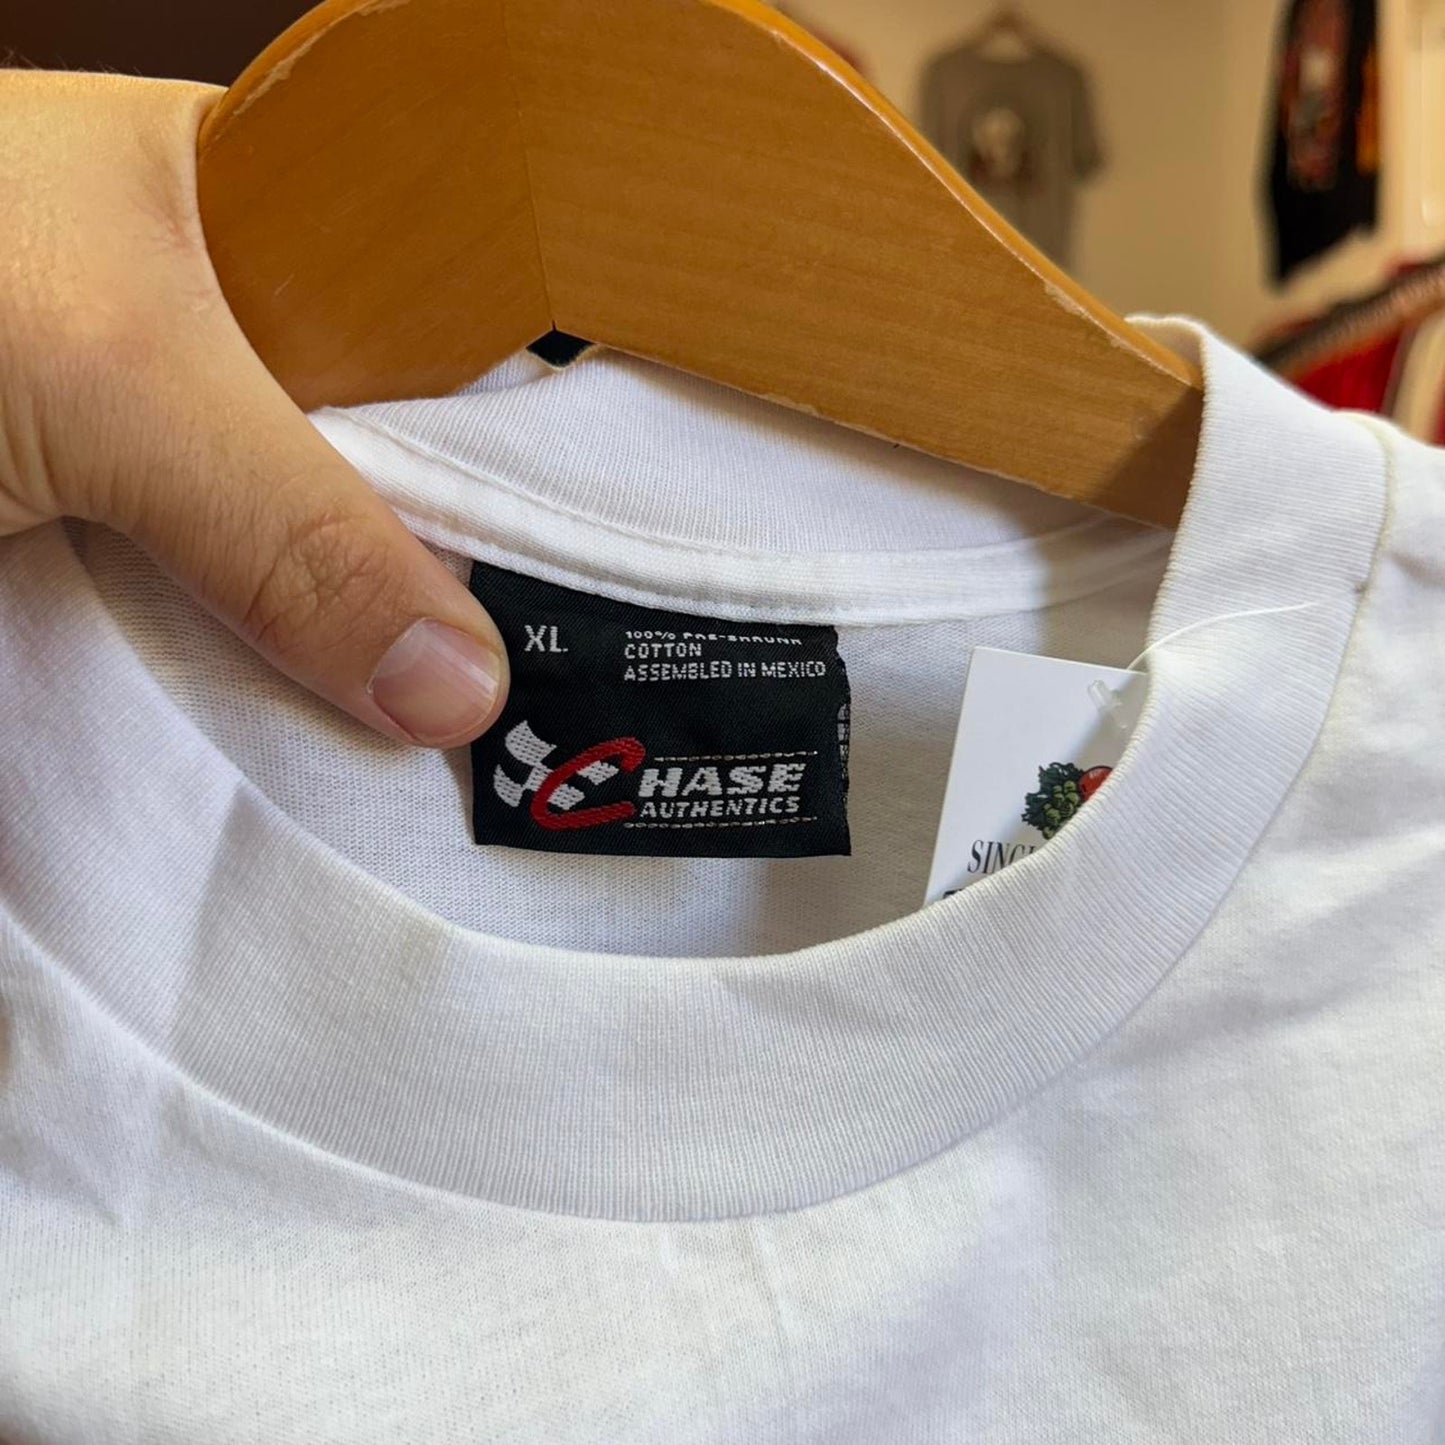 XL
100% PRE-SHRUNK
COTTON
ASSEMBLED IN MEXICO
CHASE
AUTHENTICS